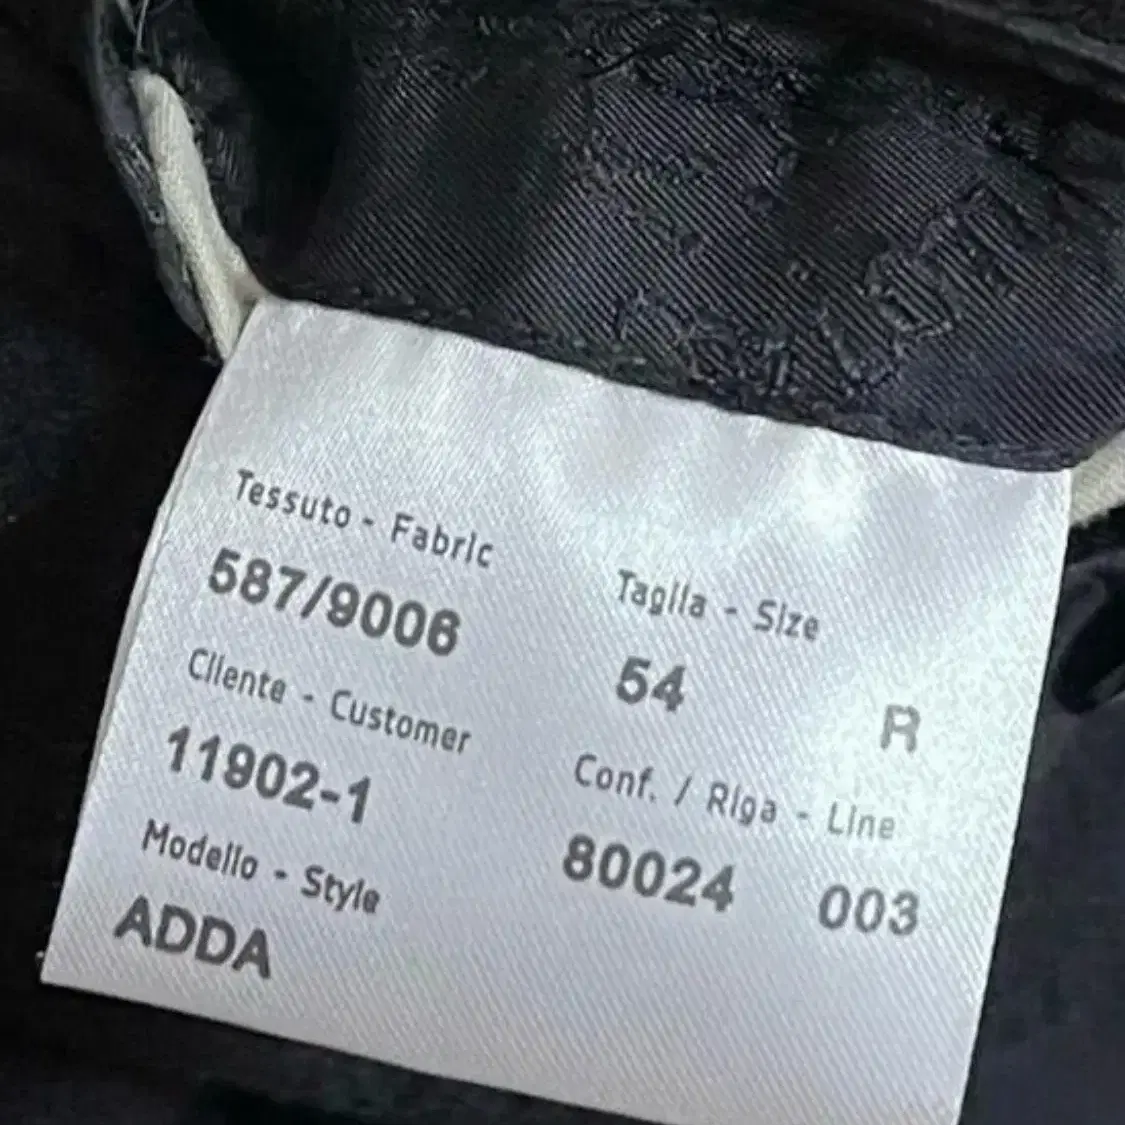 Tessuto - Fabric
587/9006
Cliente - Customer
11902-1
Modello - Style
ADDA
Taglia - Size
54 R
Conf. / Riga - Line
80024 003